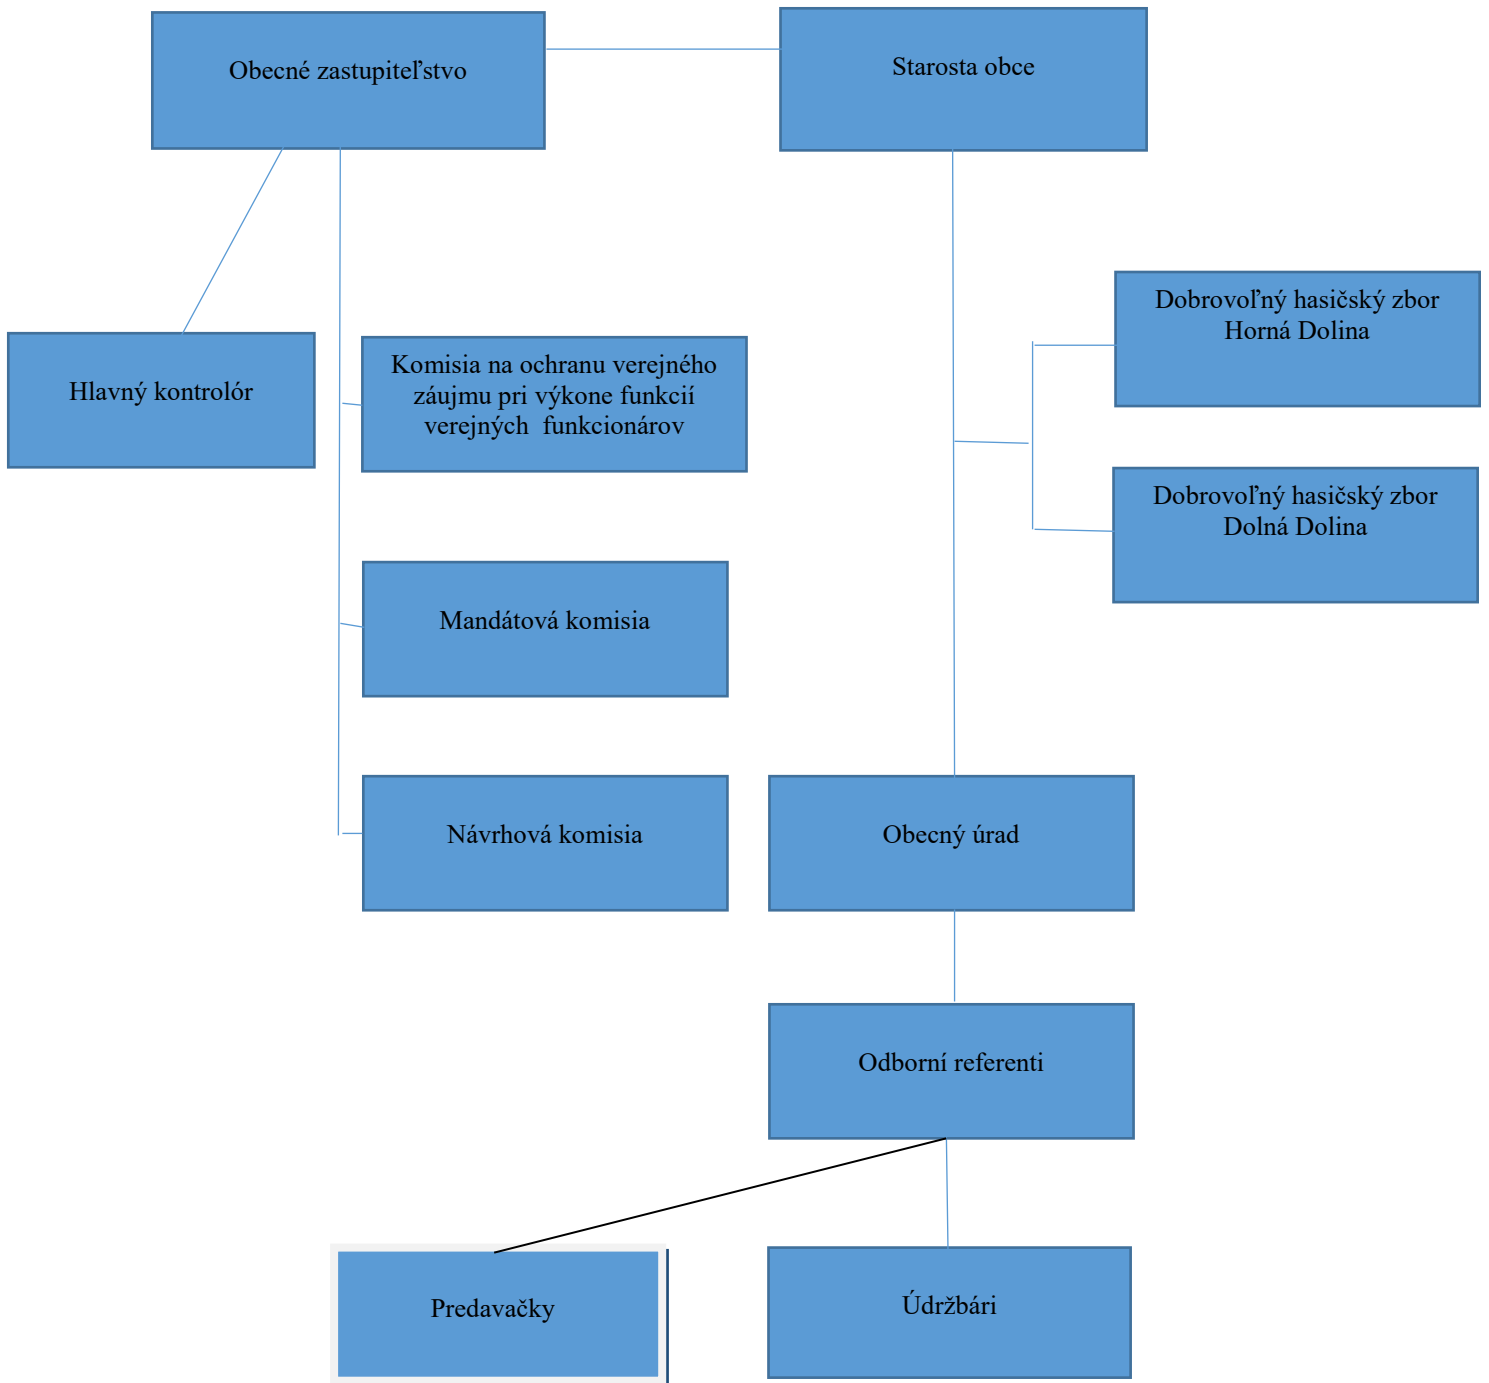 Obecné zastupiteľstvo
Starosta obce
Dobrovoľný hasičský zbor
Horná Dolina
Hlavný kontrolór
Komisia na ochranu verejného
záujmu pri výkone funkcií
verejných  funkcionárov
Dobrovoľný hasičský zbor
Dolná Dolina
Mandátová komisia
Návrhová komisia
Obecný úrad
Odborní referenti
Predavačky
Údržbári